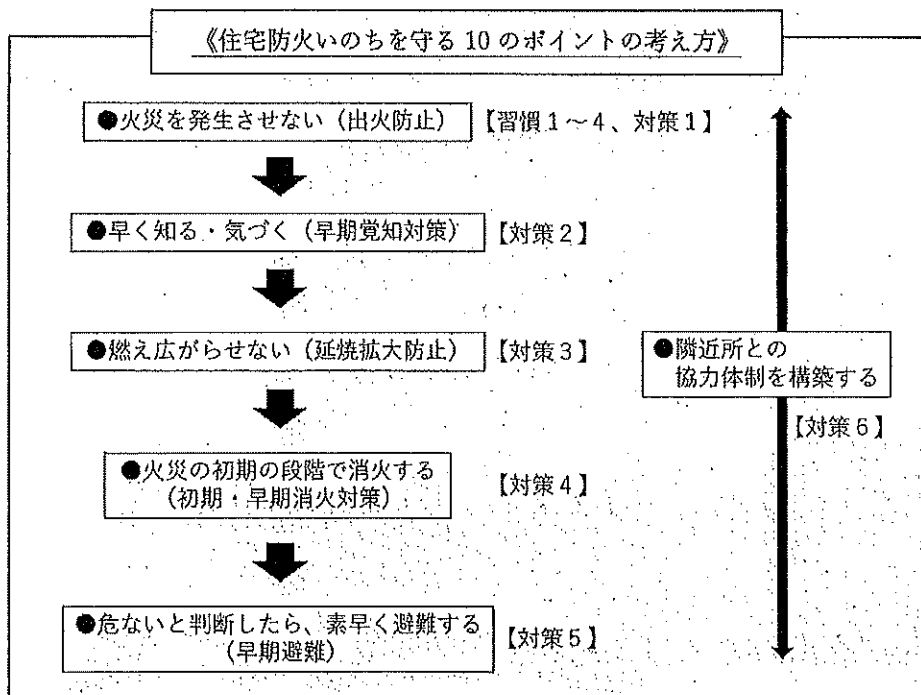 《住宅防火いのちを守る 10 のポイントの考え方》
●火災を発生させない（出火防止）
【習慣1～4、対策1】
●早く知る・気づく（早期覚知対策）
【対策2】
●燃え広がらせない（延焼拡大防止）
【対策3】
●隣近所との
協力体制を構築する
【対策6】
●火災の初期の段階で消火する
（初期・早期消火対策）
【対策4】
●危ないと判断したら、素早く避難する
（早期避難）
【対策5】